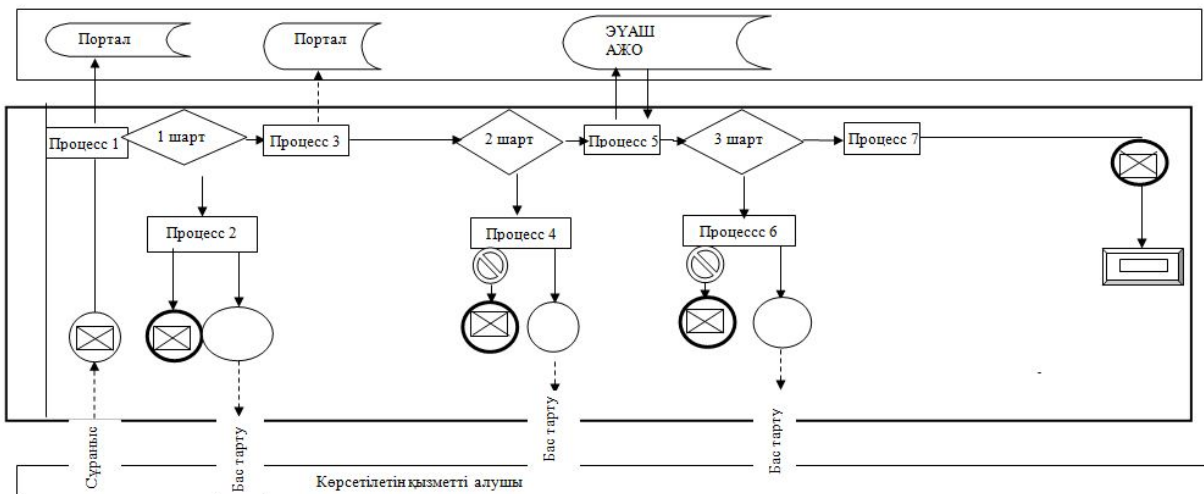 Портал
Портал
ЭҮАШ
АЖО
Процесс 1
1 шарт
Процесс 3
2 шарт
Процесс 5
3 шарт
Процесс 7
Процесс 2
Процесс 4
Процессс 6
Сұраныс
Бас тарту
Бас тарту
Бас тарту
Көрсетілетін қызметті алушы